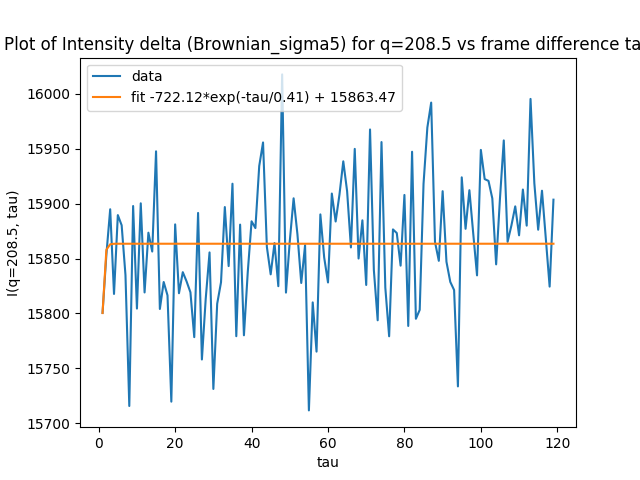 Plot of Intensity delta (Brownian_sigma5) for q=208.5 vs frame difference ta
data
fit -722.12*exp(-tau/0.41) + 15863.47
I(q=208.5, tau)
16000
15950
15900
15850
15800
15750
15700
0 20 40 60 80 100 120
tau